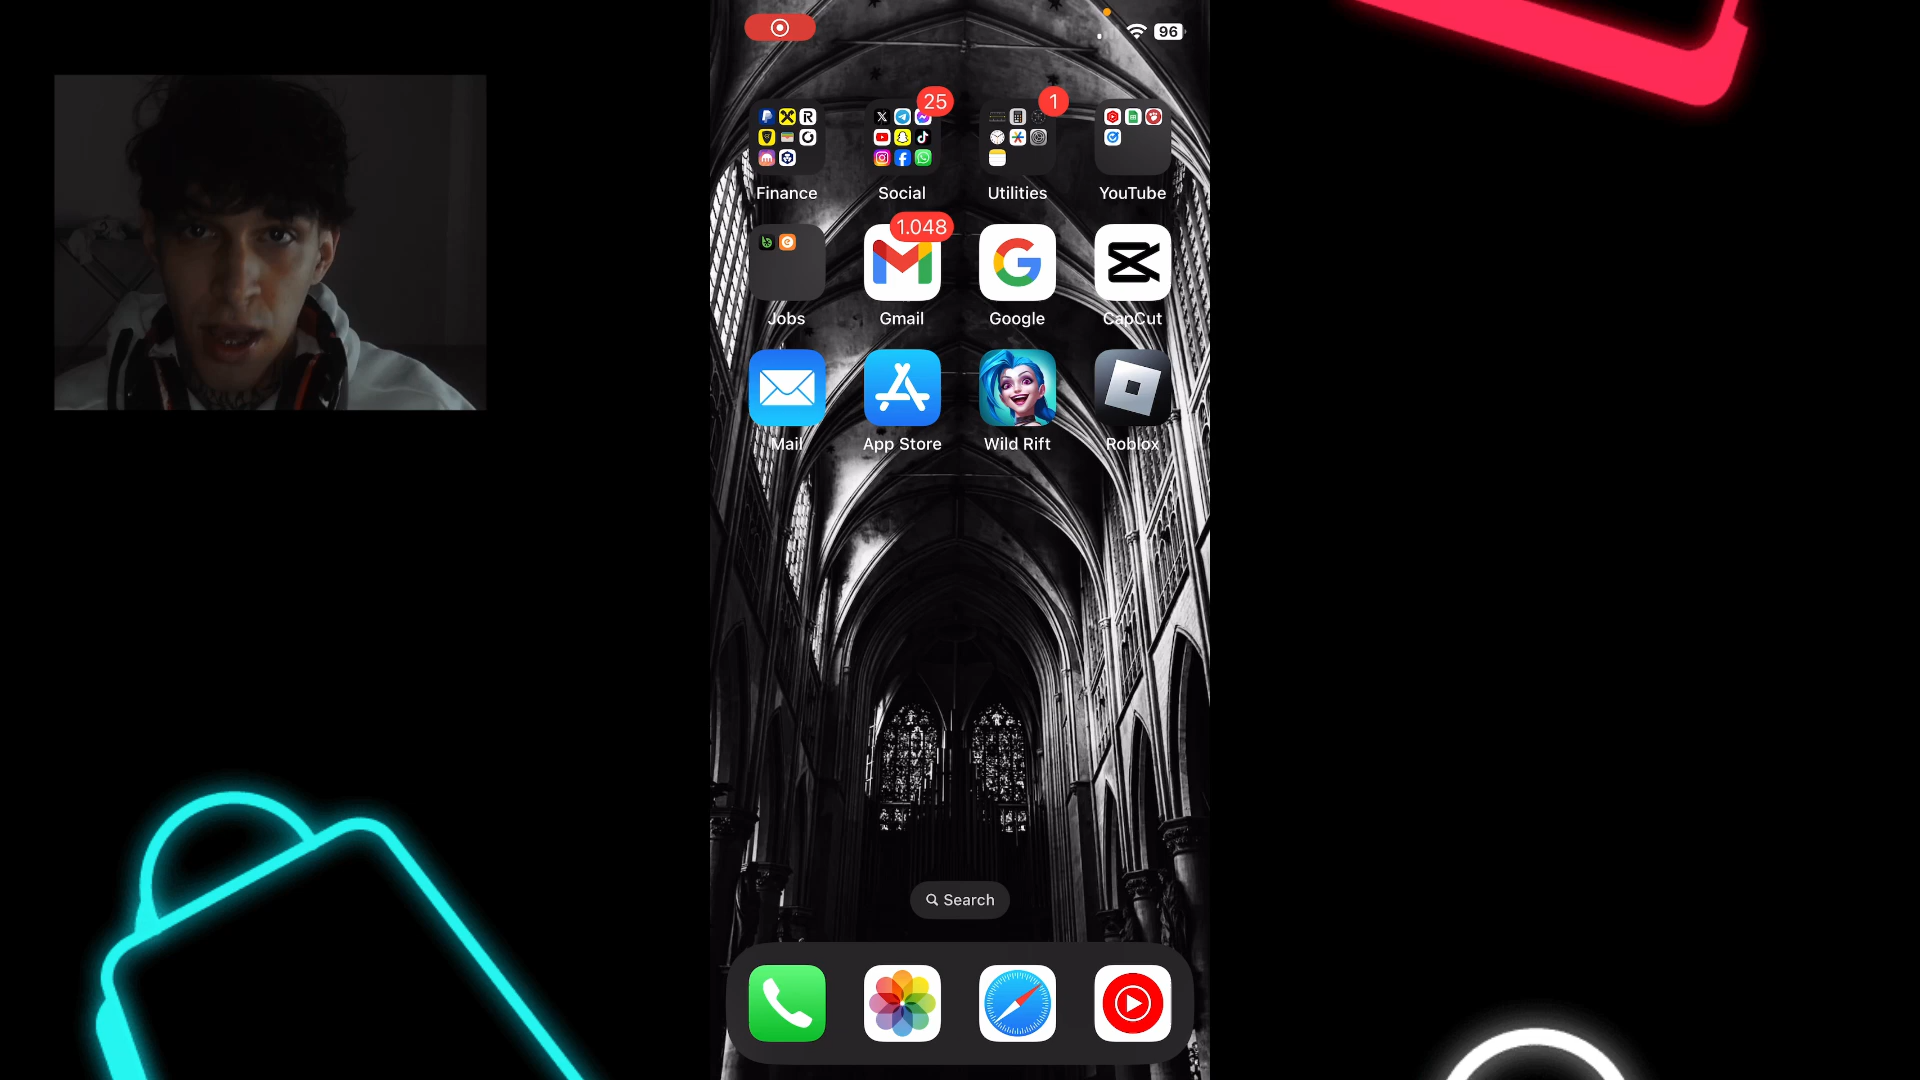 96
25
1
Finance Social Utilities YouTube
1.048
Jobs Gmail Google CapCut
Mail App Store Wild Rift Roblox
Search